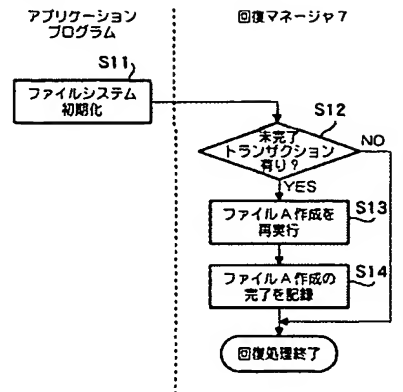 アプリケーション
プログラム
回復マネージャ7
S11
ファイルシステム
初期化
S12
未完了
トランザクション
有り？
NO
YES
S13
ファイルA作成を
再実行
S14
ファイルA作成の
完了を記録
回復処理終了